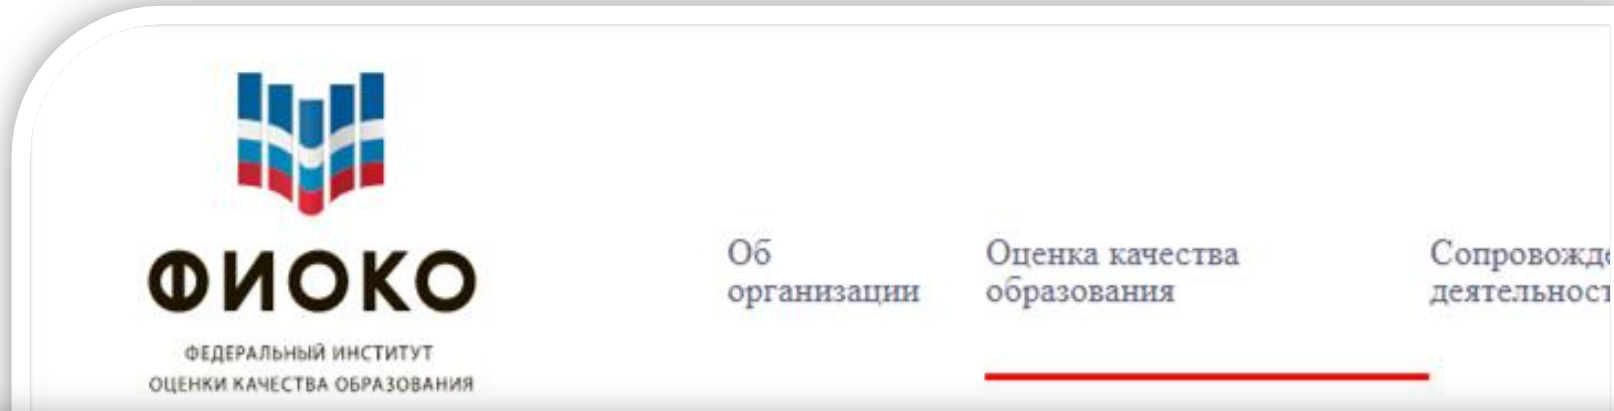 ФИОКО
ФЕДЕРАЛЬНЫЙ ИНСТИТУТ
ОЦЕНКИ КАЧЕСТВА ОБРАЗОВАНИЯ
Об
организации
Оценка качества
образования